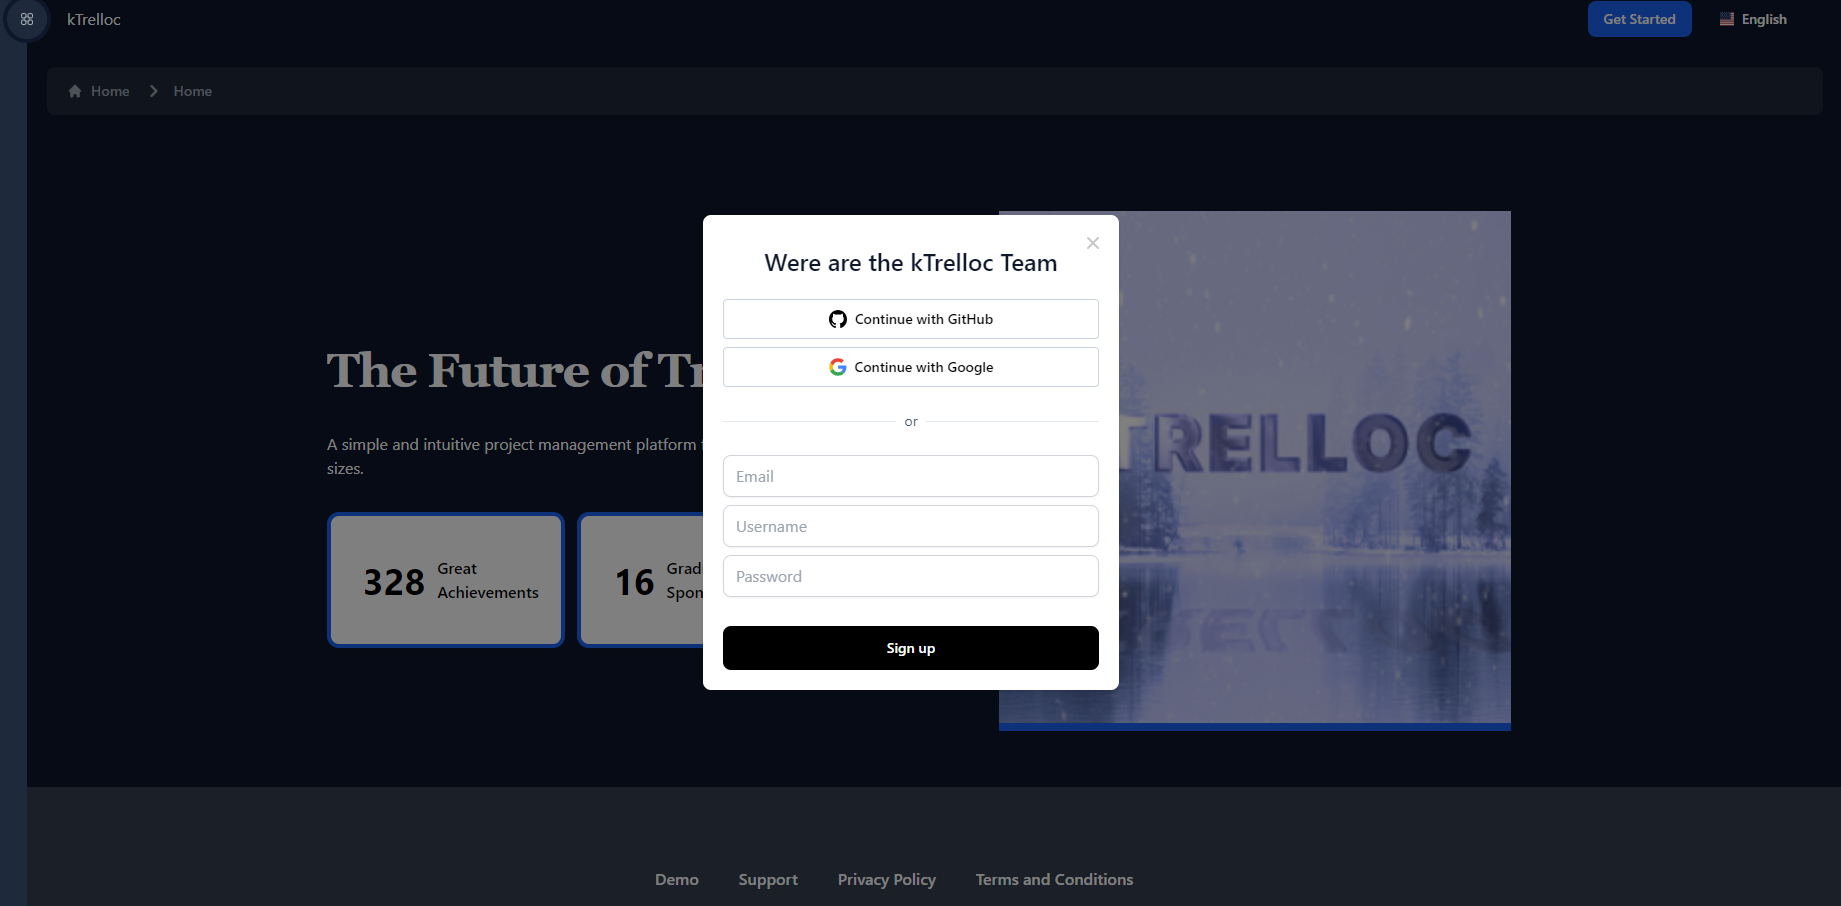 kTrelloc
Get Started
English
Home
Home
Were are the kTrelloc Team
Continue with GitHub
Continue with Google
or
Email
Username
Password
Sign up
The Future of Tr
A simple and intuitive project management platform
sizes.
328
Great
Achievements
16
Grad
Spon
TRELLOC
Demo
Support
Privacy Policy
Terms and Conditions